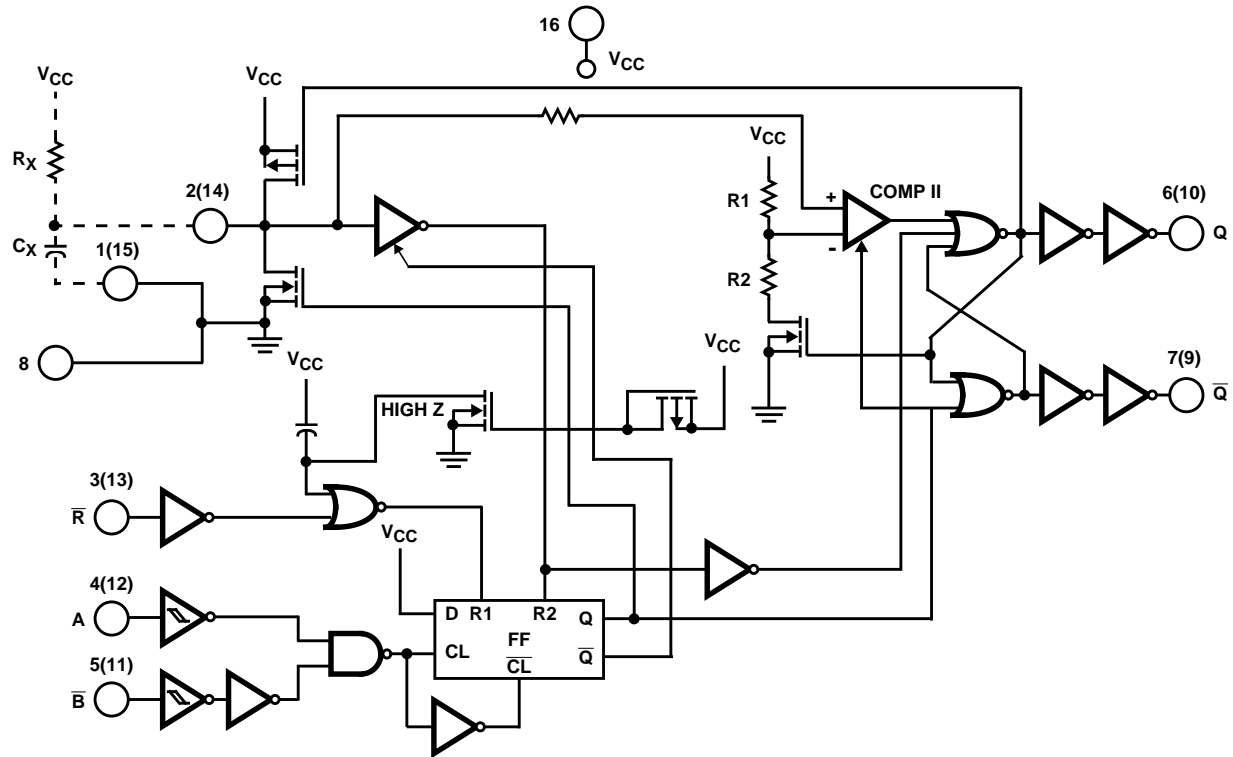 16
VCC
VCC
VCC
RX
2(14)
CX
1(15)
8
VCC
R1
R2
+
-
COMP II
6(10)
Q
7(9)
Q̅
VCC
HIGH Z
VCC
3(13)
R̅
VCC
4(12)
A
5(11)
B̅
D R1 R2 Q
FF
CL Q̅
C̅L̅